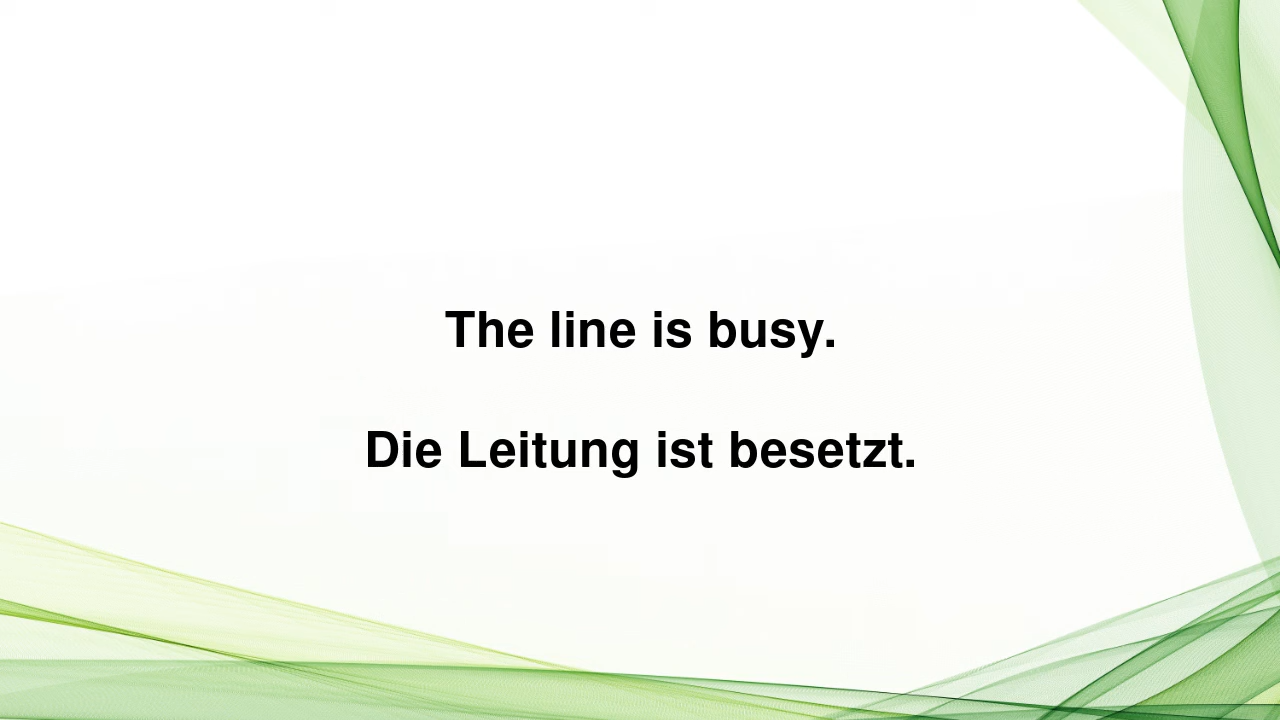 The line is busy.
Die Leitung ist besetzt.